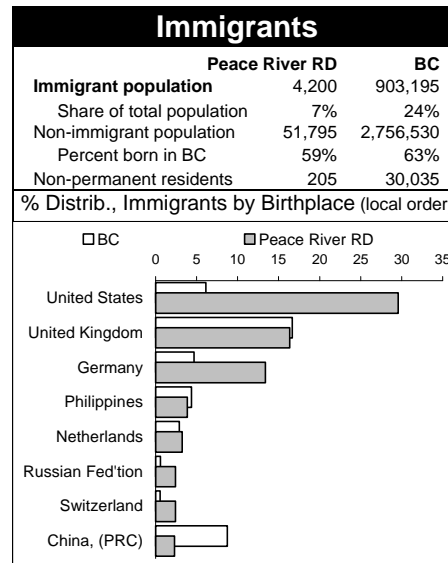 Immigrants
Peace River RD BC
Immigrant population 4,200 903,195
Share of total population 7% 24%
Non-immigrant population 51,795 2,756,530
Percent born in BC 59% 63%
Non-permanent residents 205 30,035
% Distrib., Immigrants by Birthplace (local order
BC Peace River RD
0 5 10 15 20 25 30 35
United States
United Kingdom
Germany
Philippines
Netherlands
Russian Fed'tion
Switzerland
China, (PRC)